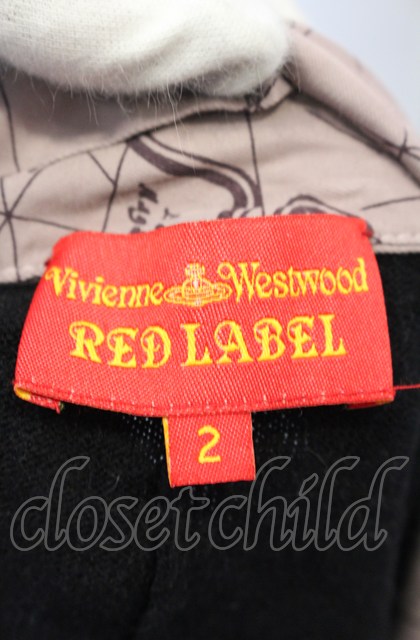 Vivienne Westwood
RED LABEL
2
closetchild